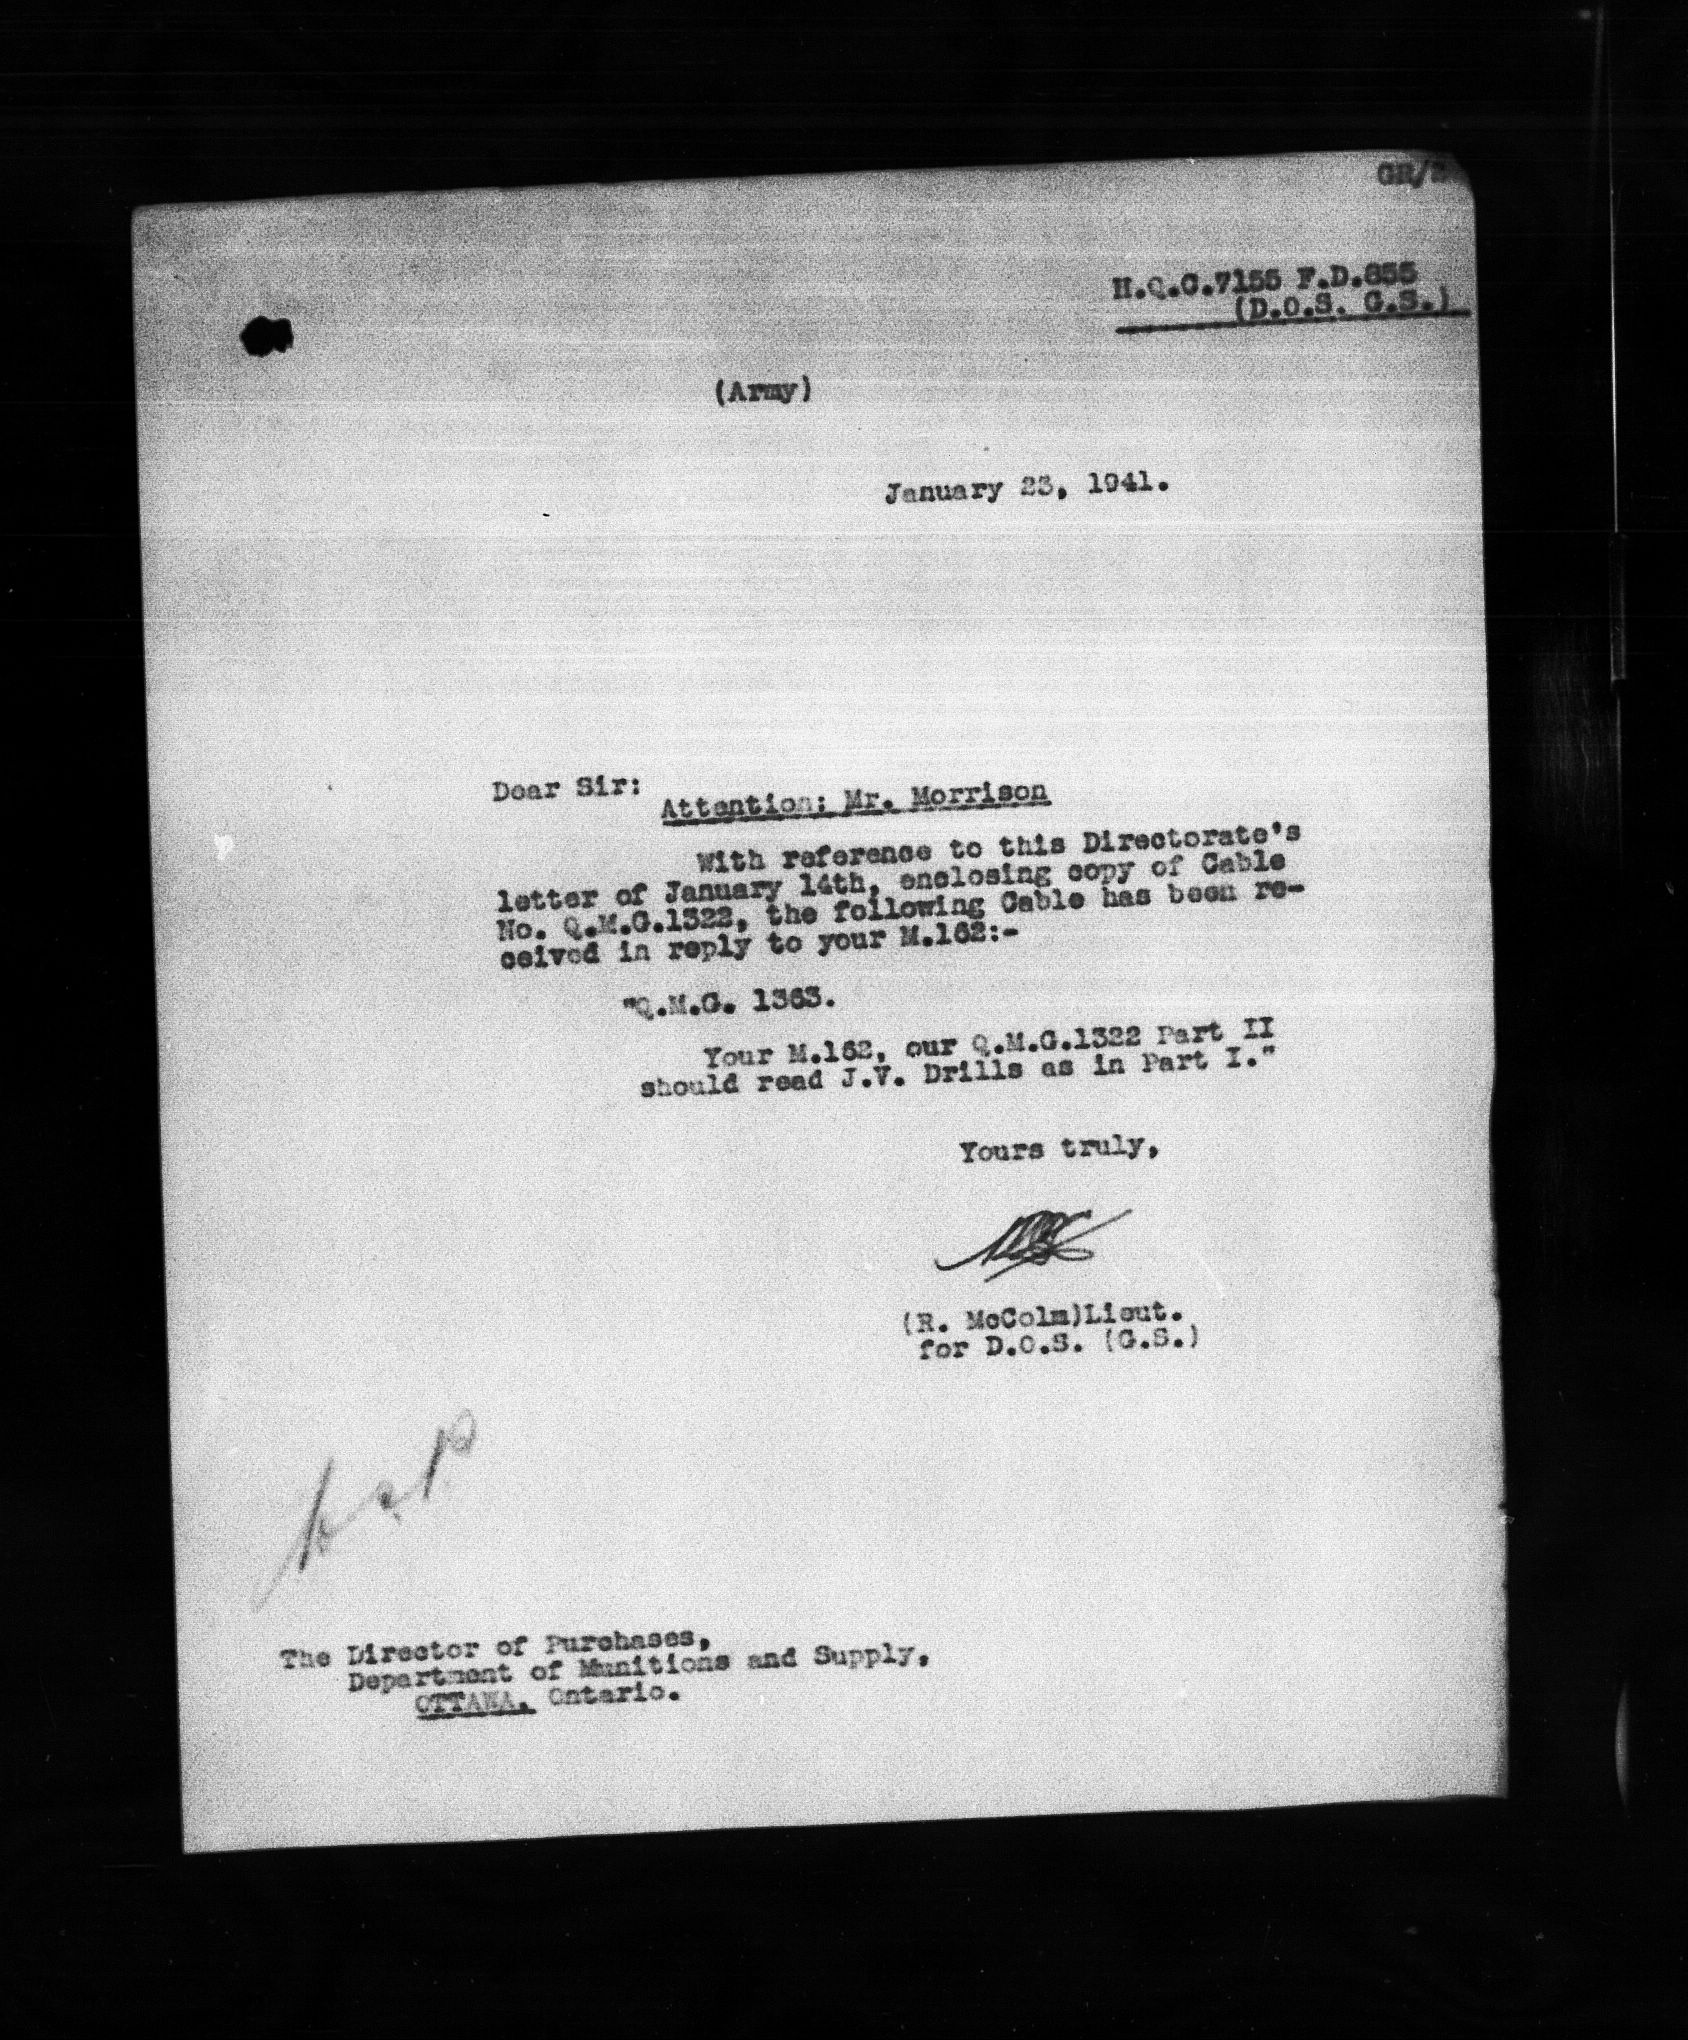 GR/
H.Q.C.7155 F.D.855
(D.O.S. G.S.)
(Army)
January 23, 1941.
Dear Sir:
Attention: Mr. Morrison
With reference to this Directorate's
letter of January 14th, enclosing copy of Cable
No. Q.M.G.1322, the following Cable has been re-
ceived in reply to your M.162:-
"Q.M.G. 1363.
Your M.162, our Q.M.G.1322 Part II
should read J.V. Drills as in Part I."
Yours truly,
(R. McColm)Lieut.
for D.O.S. (G.S.)
The Director of Purchases,
Department of Munitions and Supply,
OTTAWA, Ontario.